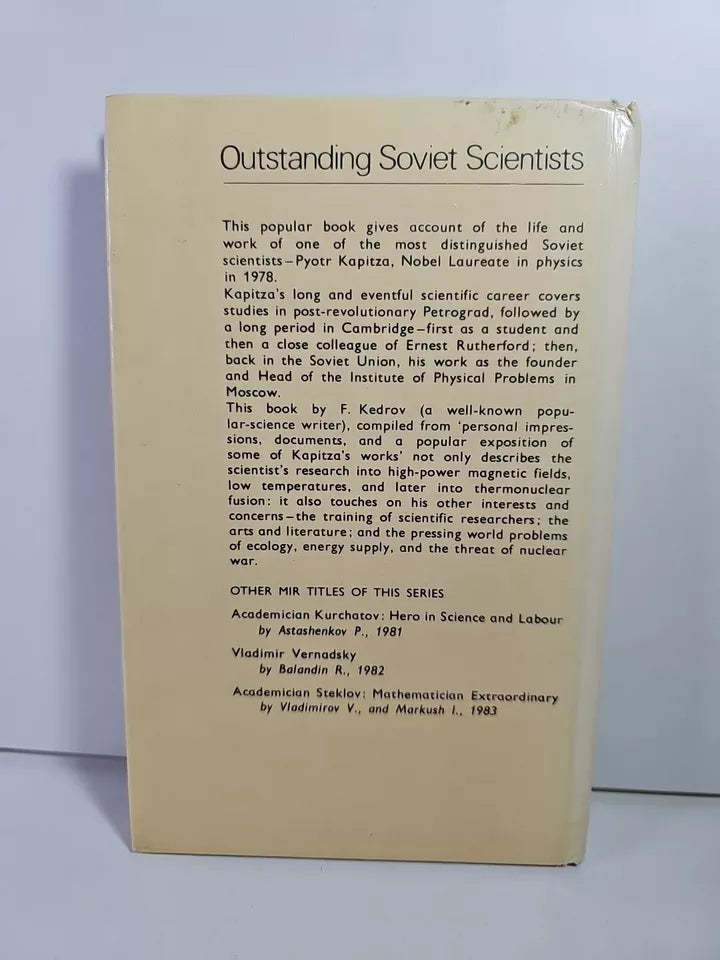 Outstanding Soviet Scientists
This popular book gives account of the life and
work of one of the most distinguished Soviet
scientists–Pyotr Kapitza, Nobel Laureate in physics
in 1978.
Kapitza's long and eventful scientific career covers
studies in post-revolutionary Petrograd, followed by
a long period in Cambridge–first as a student and
then a close colleague of Ernest Rutherford; then,
back in the Soviet Union, his work as the founder
and Head of the Institute of Physical Problems in
Moscow.
This book by F. Kedrov (a well-known popu-
lar-science writer), compiled from 'personal impres-
sions, documents, and a popular exposition of
some of Kapitza's works' not only describes the
scientist's research into high-power magnetic fields,
low temperatures, and later into thermonuclear
fusion: it also touches on his other interests and
concerns–the training of scientific researchers; the
arts and literature; and the pressing world problems
of ecology, energy supply, and the threat of nuclear
war.
OTHER MIR TITLES OF THIS SERIES
Academician Kurchatov: Hero in Science and Labour
by Astashenkov P., 1981
Vladimir Vernadsky
by Balandin R., 1982
Academician Steklov: Mathematician Extraordinary
by Vladimirov V., and Markush I., 1983